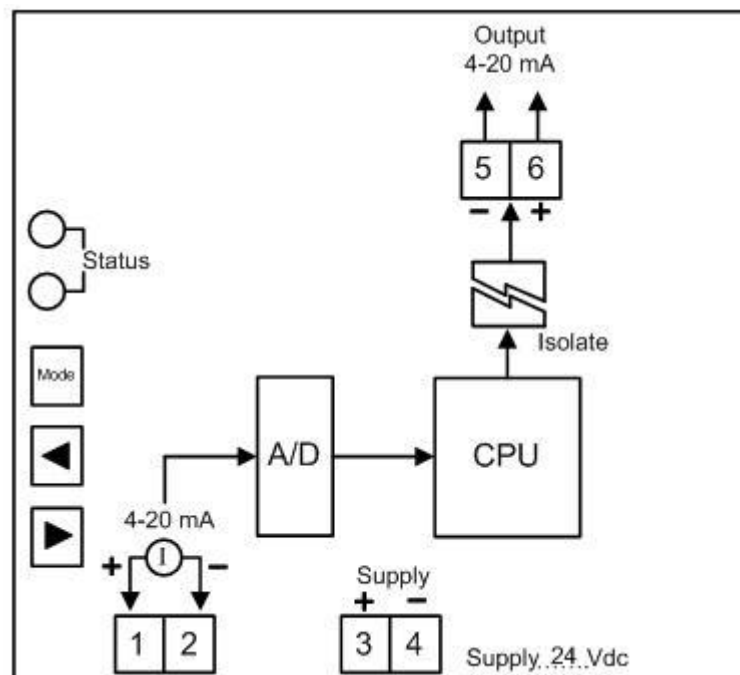 Output
4-20 mA
5 6
- +
Status
Isolate
Mode
A/D
CPU
4-20 mA
+ I -
Supply
+ -
1 2
3 4
Supply 24 Vdc